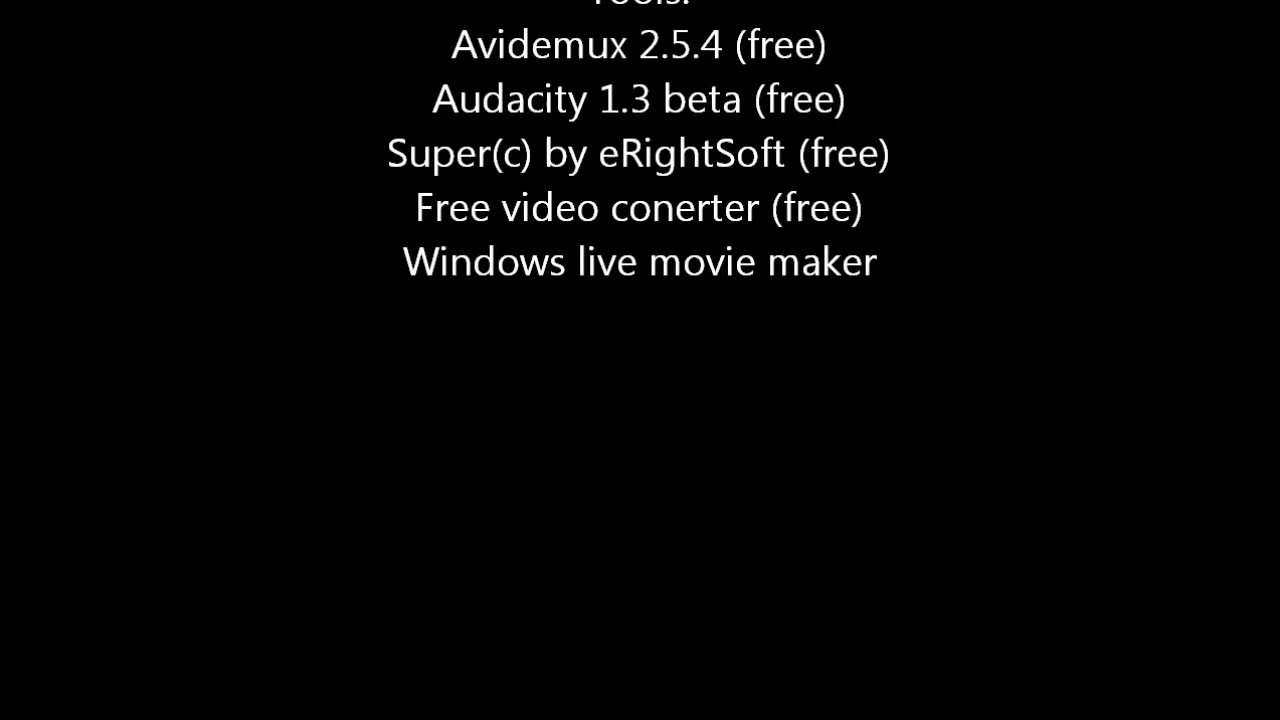 Tools:
Avidemux 2.5.4 (free)
Audacity 1.3 beta (free)
Super(c) by eRightSoft (free)
Free video conerter (free)
Windows live movie maker